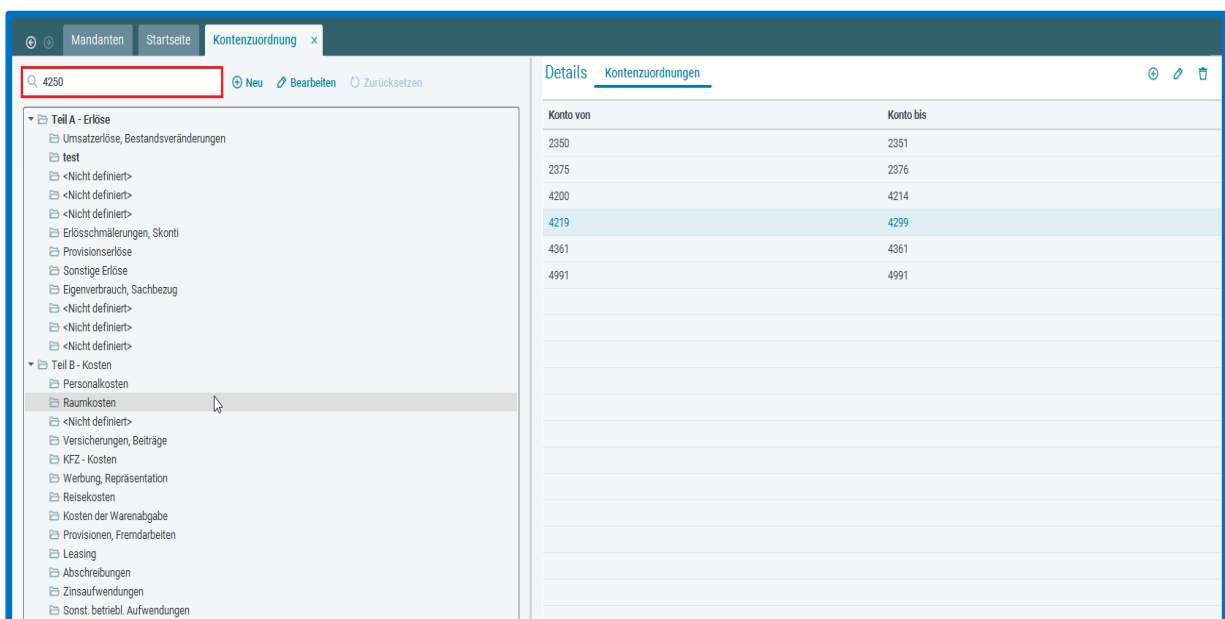 Mandanten Startseite Kontenzuordnung ×
4250 Neu Bearbeiten Zurücksetzen
Teil A - Erlöse
Umsatzerlöse, Bestandsveränderungen
test
<Nicht definiert>
<Nicht definiert>
<Nicht definiert>
Erlösschmälerungen, Skonti
Provisionserlöse
Sonstige Erlöse
Eigenverbrauch, Sachbezug
<Nicht definiert>
<Nicht definiert>
<Nicht definiert>
Teil B - Kosten
Personalkosten
Raumkosten
<Nicht definiert>
Versicherungen, Beiträge
KFZ - Kosten
Werbung, Repräsentation
Reisekosten
Kosten der Warenabgabe
Provisionen, Fremdarbeiten
Leasing
Abschreibungen
Zinsaufwendungen
Sonst. betriebl. Aufwendungen
Details Kontenzuordnungen
Konto von Konto bis
2350 2351
2375 2376
4200 4214
4219 4299
4361 4361
4991 4991